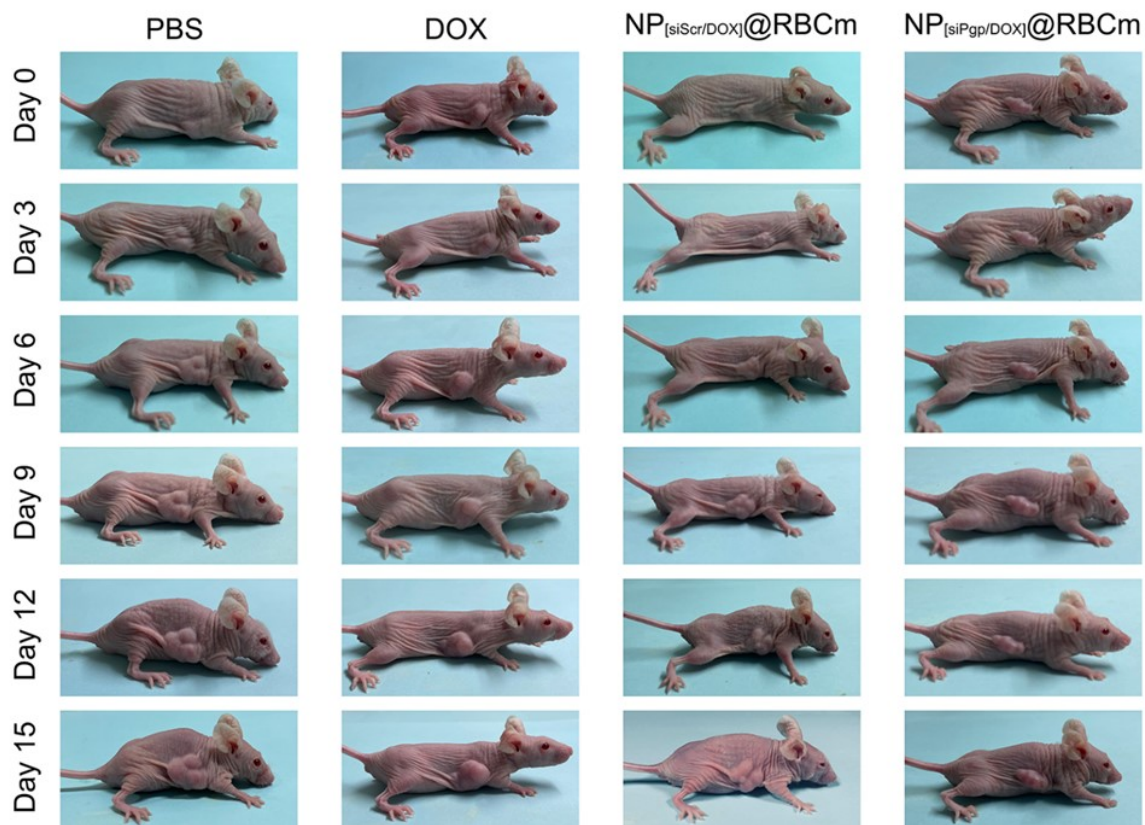 PBS DOX NP[siScr/DOX]@RBCm NP[siPgp/DOX]@RBCm
Day 0
Day 3
Day 6
Day 9
Day 12
Day 15